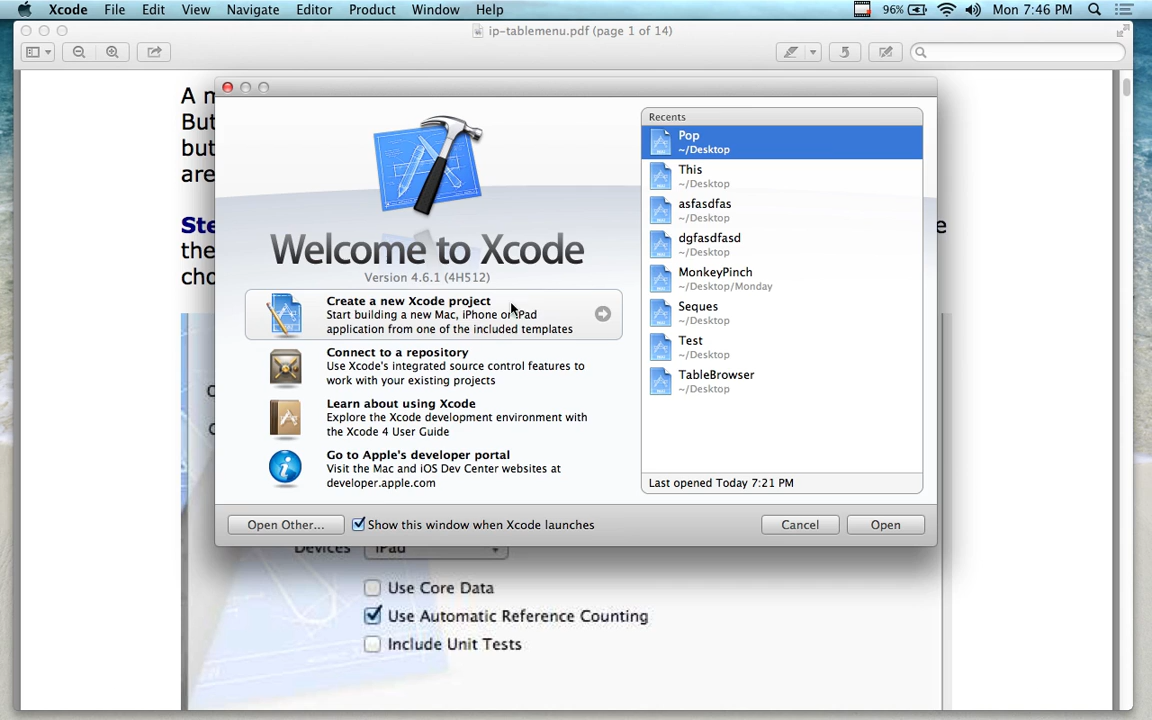 Xcode File Edit View Navigate Editor Product Window Help 96% Mon 7:46 PM
ip-tablemenu.pdf (page 1 of 14)
A
But
but
are
Ste
the
cho
Welcome to Xcode
Version 4.6.1 (4H512)
Create a new Xcode project
Start building a new Mac, iPhone or iPad
application from one of the included templates
Connect to a repository
Use Xcode's integrated source control features to
work with your existing projects
Learn about using Xcode
Explore the Xcode development environment with
the Xcode 4 User Guide
Go to Apple's developer portal
Visit the Mac and iOS Dev Center websites at
developer.apple.com
Recents
Pop
~/Desktop
This
~/Desktop
asfasdfas
~/Desktop
dgfasdfasd
~/Desktop
MonkeyPinch
~/Desktop/Monday
Seques
~/Desktop
Test
~/Desktop
TableBrowser
~/Desktop
Last opened Today 7:21 PM
Open Other...
Show this window when Xcode launches
Cancel
Open
Devices iPad
Use Core Data
Use Automatic Reference Counting
Include Unit Tests